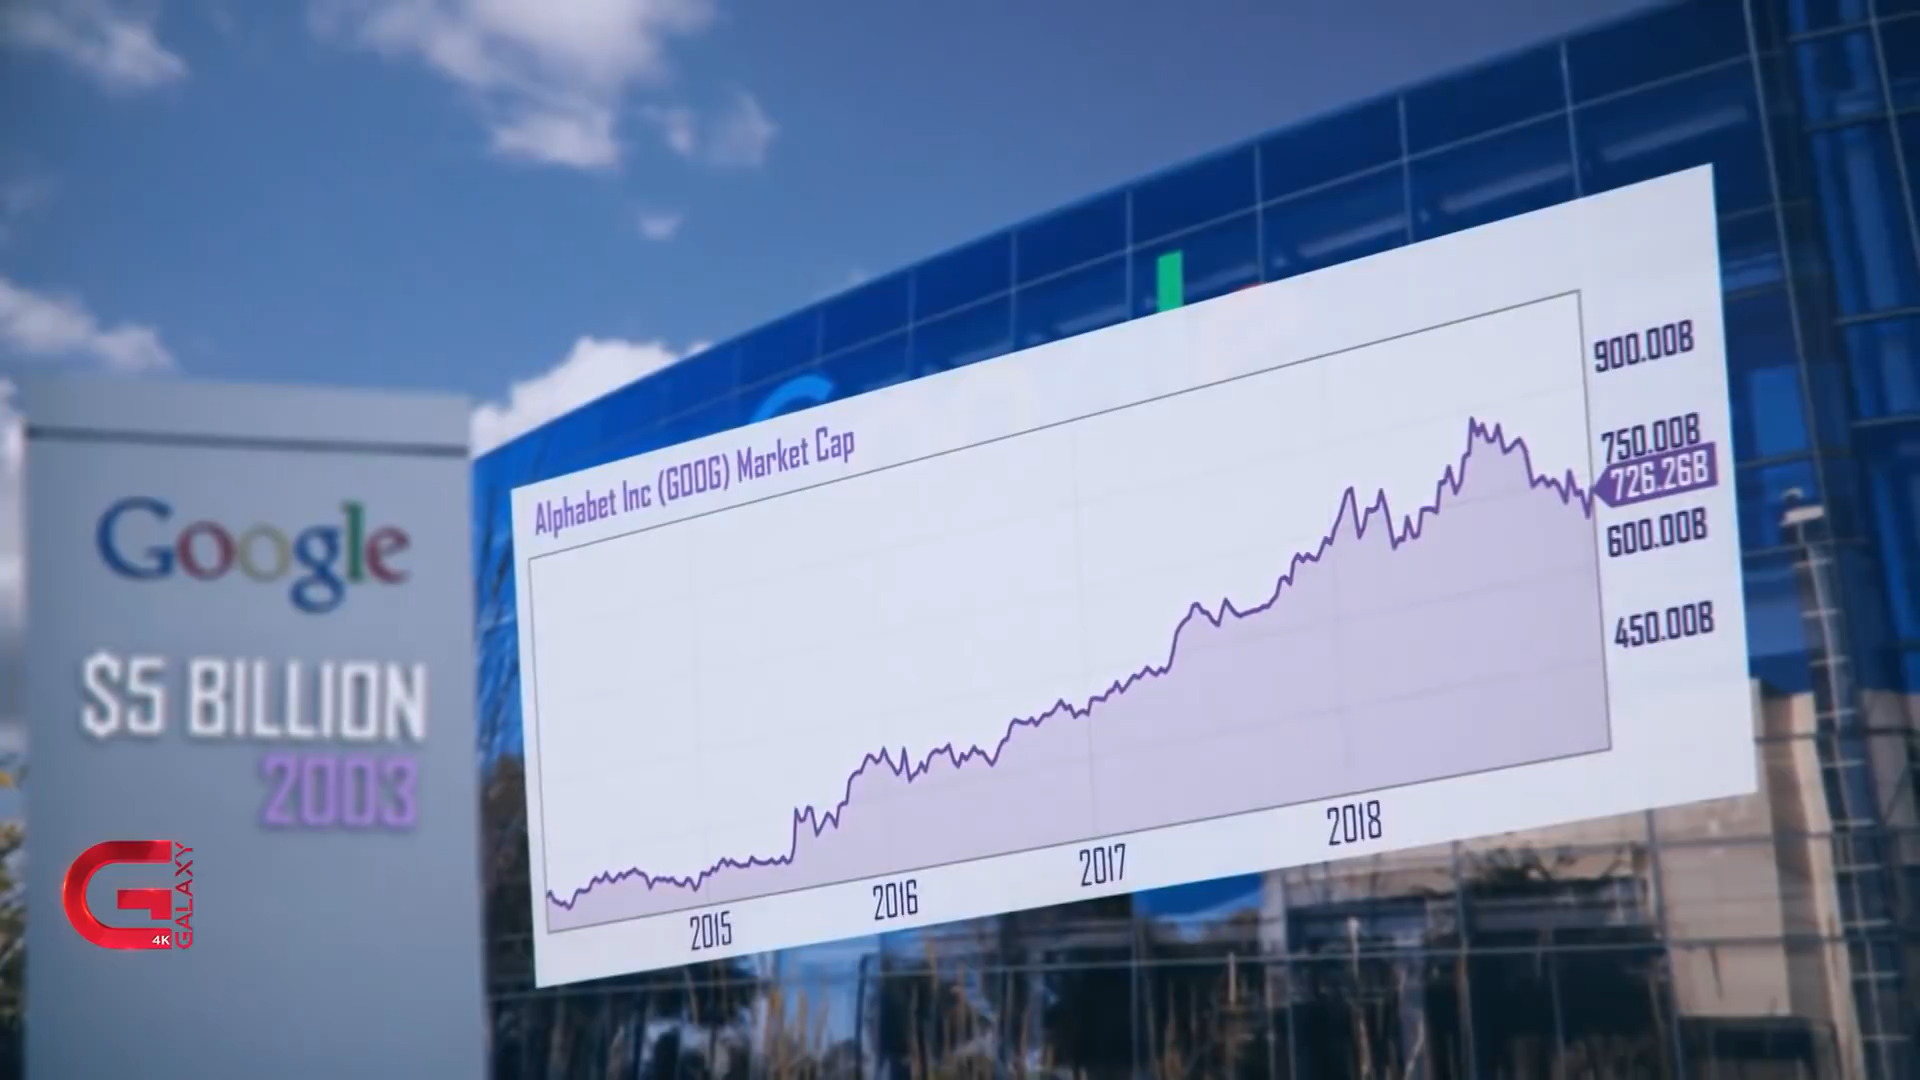 Google
$5 BILLION
2003
G
GALAXY
4K
Alphabet Inc (GOOG) Market Cap
900.00B
750.00B
726.26B
600.00B
450.00B
2015
2016
2017
2018